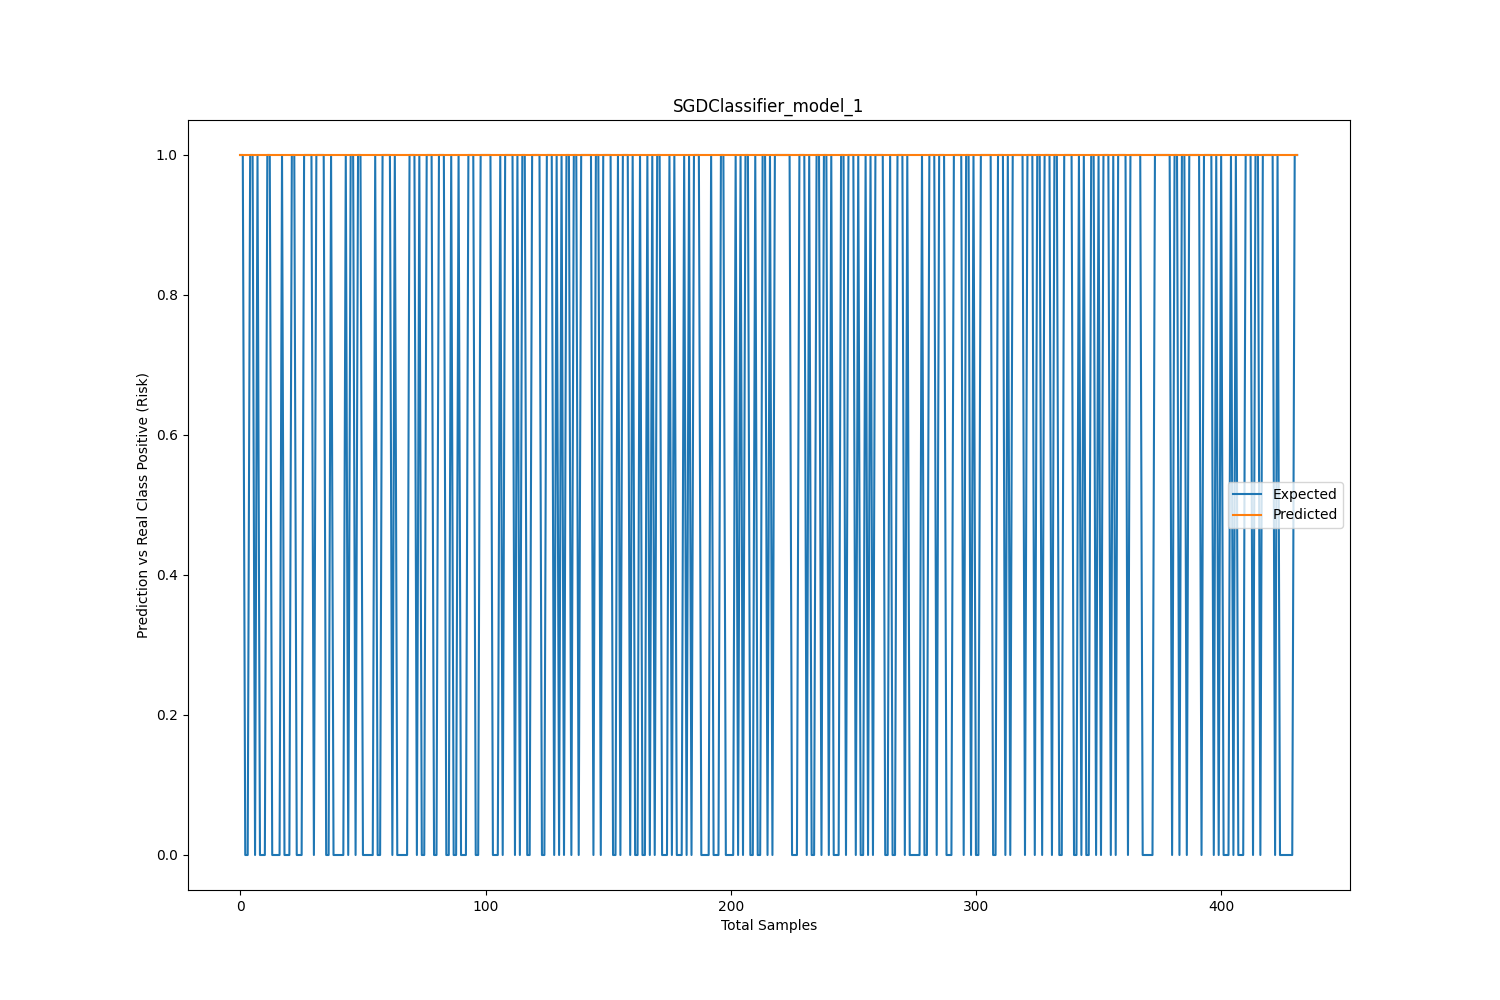 SGDClassifier_model_1
1.0
0.8
0.6
0.4
0.2
0.0
Prediction vs Real Class Positive (Risk)
Expected
Predicted
0
100
200
300
400
Total Samples